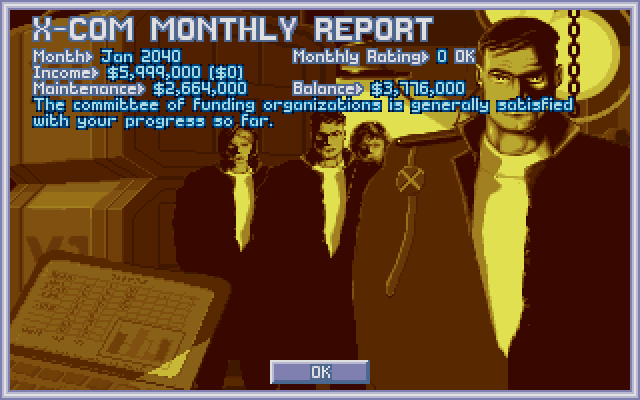 X-COM MONTHLY REPORT
Month> Jan 2040 Monthly Rating> 0 OK
Income> $5,999,000 ($0)
Maintenance> $2,664,000 Balance> $3,776,000
The committee of funding organizations is generally satisfied
with your progress so far.
OK